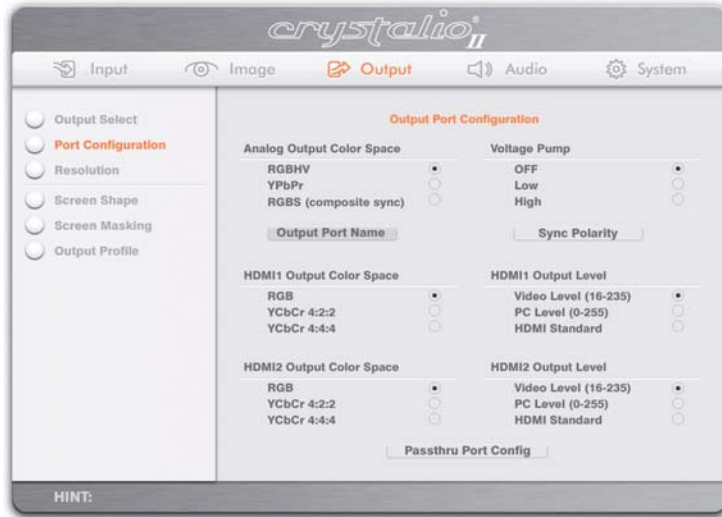 crystalio® II
Input Image Output Audio System
Output Select
Port Configuration
Resolution
Screen Shape
Screen Masking
Output Profile
Output Port Configuration
Analog Output Color Space
RGBHV
YPbPr
RGBS (composite sync)
Output Port Name
Voltage Pump
OFF
Low
High
Sync Polarity
HDMI1 Output Color Space
RGB
YCbCr 4:2:2
YCbCr 4:4:4
HDMI1 Output Level
Video Level (16-235)
PC Level (0-255)
HDMI Standard
HDMI2 Output Color Space
RGB
YCbCr 4:2:2
YCbCr 4:4:4
HDMI2 Output Level
Video Level (16-235)
PC Level (0-255)
HDMI Standard
Passthru Port Config
HINT: